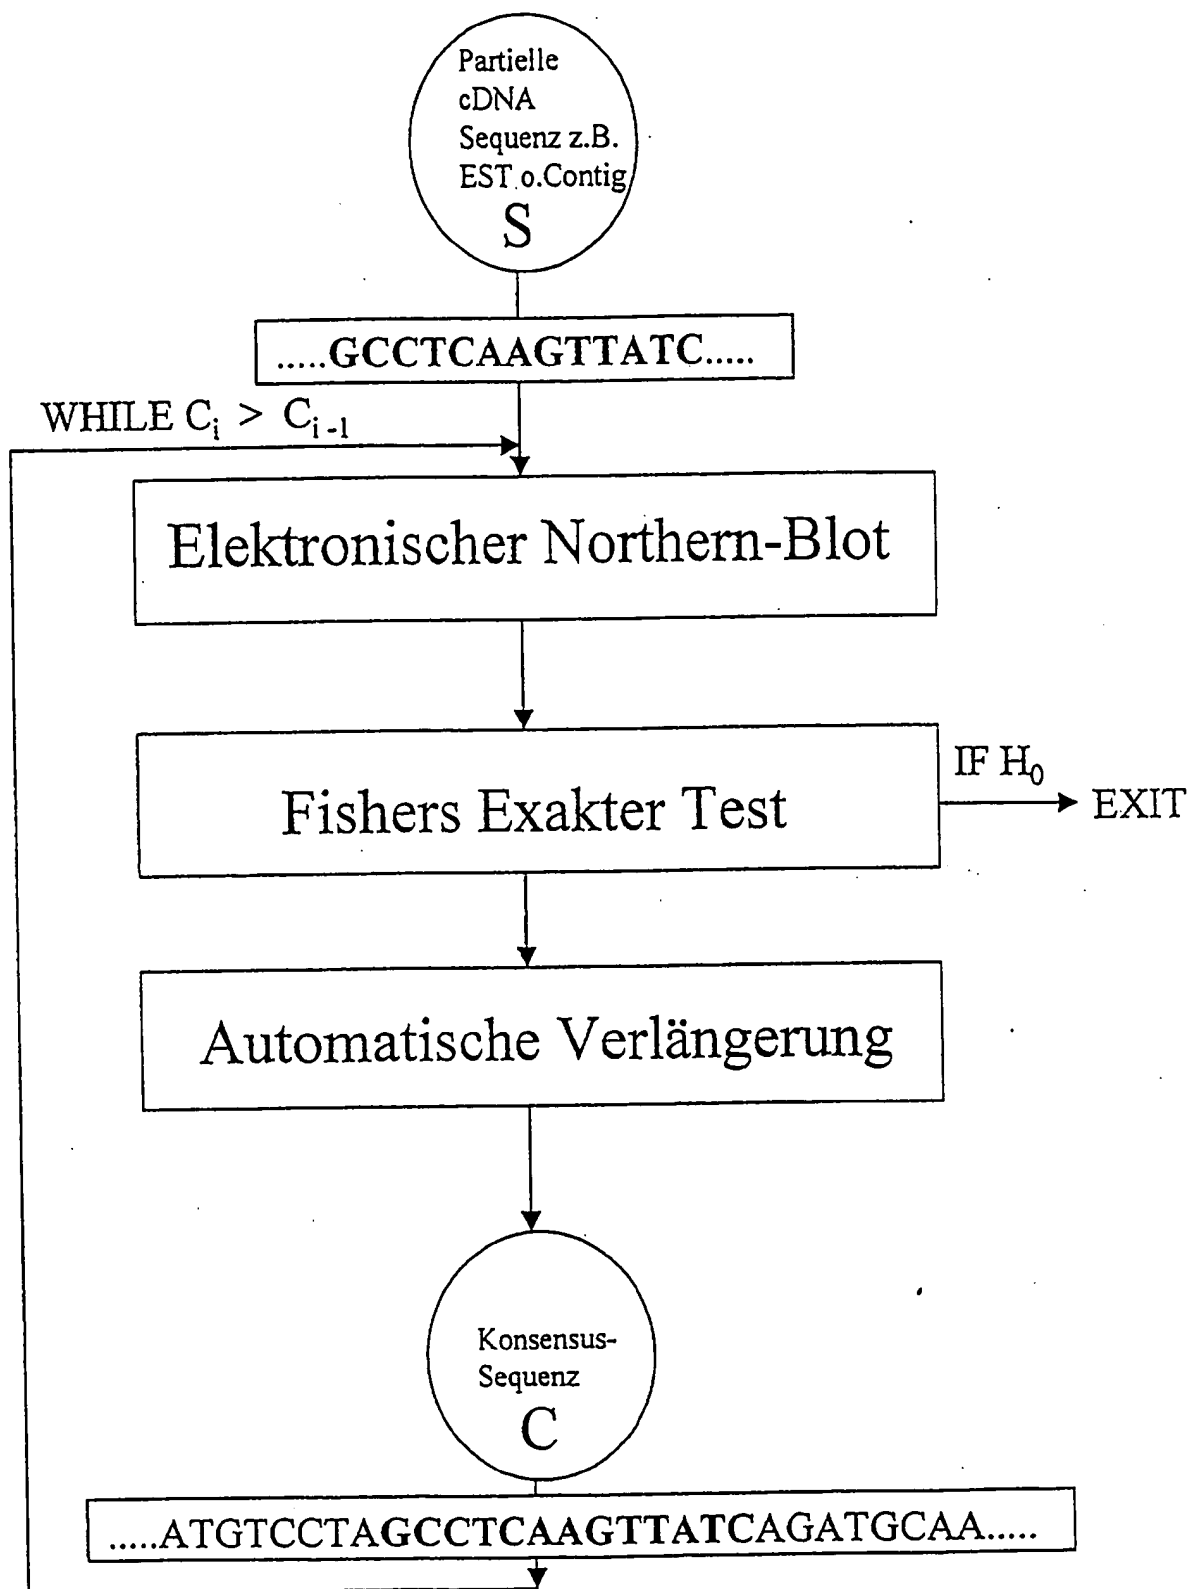 Partielle
cDNA
Sequenz z.B.
EST o.Contig
S
.....GCCTCAAGTTATC.....
WHILE Cᵢ > Cᵢ₋₁
Elektronischer Northern-Blot
Fishers Exakter Test
IF H₀
EXIT
Automatische Verlängerung
Konsensus-
Sequenz
C
.....ATGTCCTAGCCTCAAGTTATCAGATGCAA.....